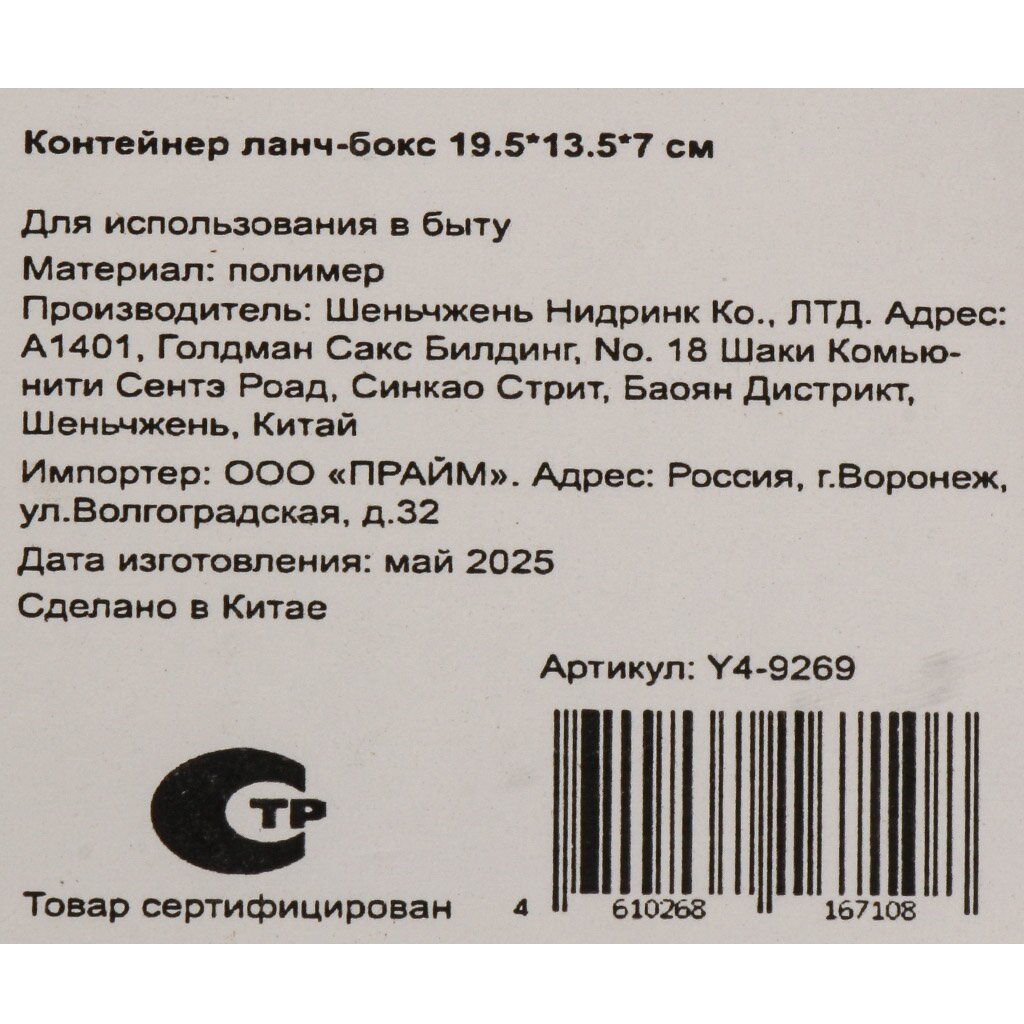 Контейнер ланч-бокс 19.5*13.5*7 см
Для использования в быту
Материал: полимер
Производитель: Шеньчжень Нидринк Ко., ЛТД. Адрес:
А1401, Голдман Сакс Билдинг, No. 18 Шаки Комью-
нити Сентэ Роад, Синкао Стрит, Баоян Дистрикт,
Шеньчжень, Китай
Импортер: ООО «ПРАЙМ». Адрес: Россия, г.Воронеж,
ул.Волгоградская, д.32
Дата изготовления: май 2025
Сделано в Китае
Артикул: Y4-9269
СТР
Товар сертифицирован
4 610268 167108